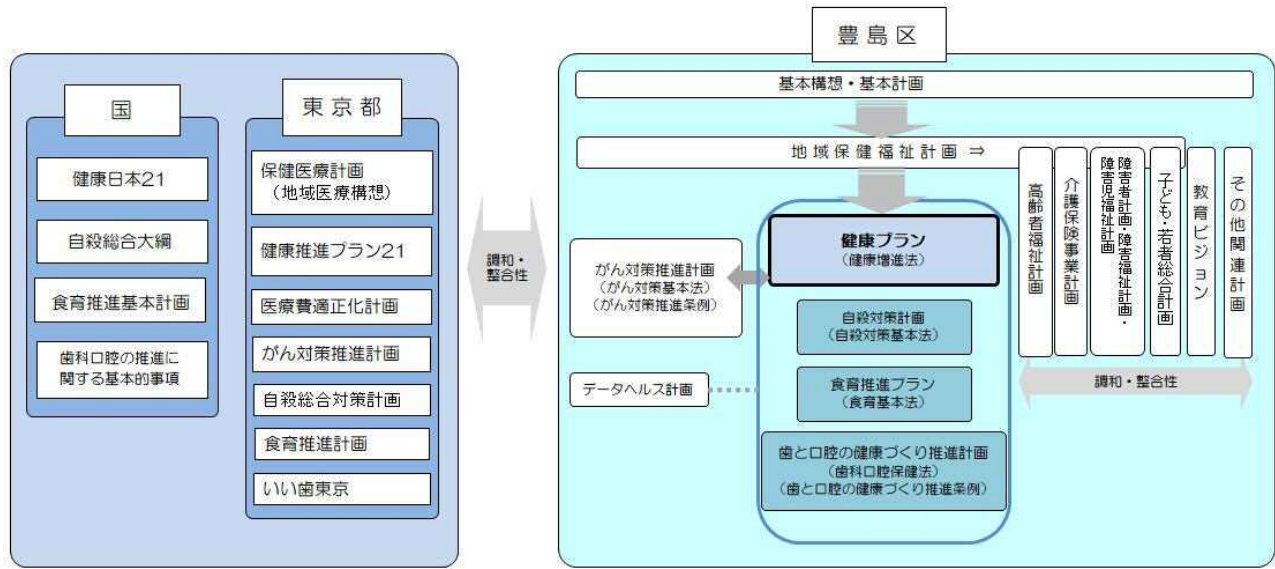 国
健康日本21
自殺総合大綱
食育推進基本計画
歯科口腔の推進に
関する基本的事項
東京都
保健医療計画
（地域医療構想）
健康推進プラン21
医療費適正化計画
がん対策推進計画
自殺総合対策計画
食育推進計画
いい歯東京
調和・
整合性
豊島区
基本構想・基本計画
地域保健福祉計画 ⇒
健康プラン
（健康増進法）
がん対策推進計画
（がん対策基本法）
（がん対策推進条例）
自殺対策計画
（自殺対策基本法）
データヘルス計画
食育推進プラン
（食育基本法）
歯と口腔の健康づくり推進計画
（歯科口腔保健法）
（歯と口腔の健康づくり推進条例）
高齢者福祉計画
介護保険事業計画
障害者計画・障害福祉計画・
障害児福祉計画
子ども・若者総合計画
教育ビジョン
その他関連計画
調和・整合性